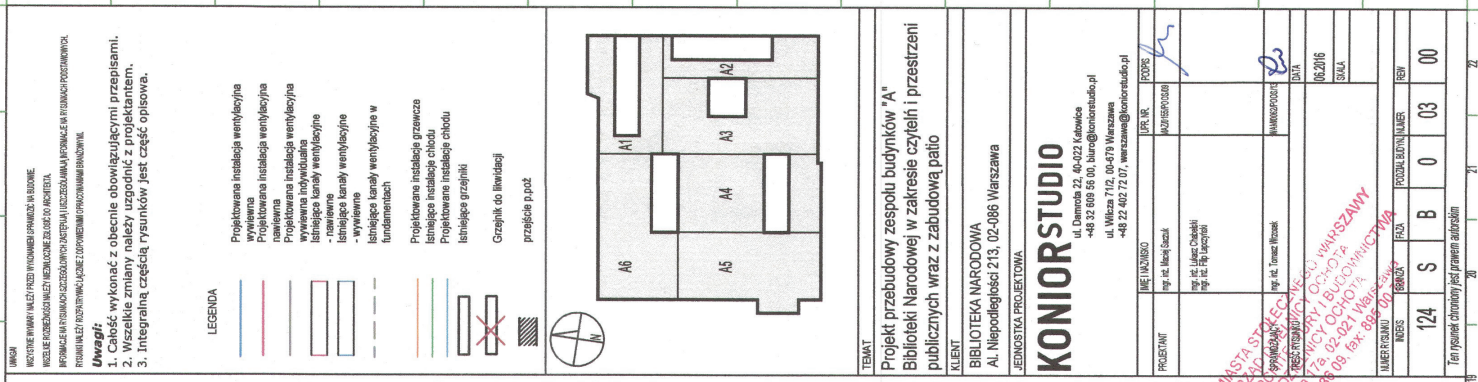 UWAGA!
WSZYSTKIE WYMIARY NALEŻY PRZED WYKONANIEM SPRAWDZIĆ NA BUDOWIE.
WSZELKIE ROZBIEŻNOŚCI NALEŻY NIEZWŁOCZNIE ZGŁOSIĆ DO ARCHITEKTA.
INFORMACJE NA RYSUNKACH SZCZEGÓŁOWYCH ZASTĘPUJĄ I USZCZEGÓŁAWIAJĄ INFORMACJE NA RYSUNKACH PODSTAWOWYCH.
RYSUNKI NALEŻY ROZPATRYWAĆ ŁĄCZNIE Z ODPOWIEDNIMI OPRACOWANIAMI BRANŻOWYMI.
Uwagi:
1. Całość wykonać z obecnie obowiązującymi przepisami.
2. Wszelkie zmiany należy uzgodnić z projektantem.
3. Integralną częścią rysunków jest część opisowa.
LEGENDA
Projektowana instalacja wentylacyjna
wywiewna
Projektowana instalacja wentylacyjna
nawiewna
Projektowana instalacja wentylacyjna
wywiewna indywidualna
Istniejące kanały wentylacyjne
- nawiewne
Istniejące kanały wentylacyjne
- wywiewne
Istniejące kanały wentylacyjne w
fundamentach
Projektowane instalacje grzewcze
Istniejące instalacje chłodu
Projektowane instalacje chłodu
Istniejące grzejniki
Grzejnik do likwidacji
przejście p.poż
N
A6
A1
A5
A4
A3
A2
TEMAT
Projekt przebudowy zespołu budynków "A"
Biblioteki Narodowej w zakresie czytelń i przestrzeni
publicznych wraz z zabudową patio
KLIENT
BIBLIOTEKA NARODOWA
Al. Niepodległości 213, 02-086 Warszawa
JEDNOSTKA PROJEKTOWA
KONIORSTUDIO
ul. Damrota 22, 40-022 Katowice
+48 32 609 56 00, biuro@koniorstudio.pl
ul. Wilcza 71/2, 00-679 Warszawa
+48 22 402 72 07, warszawa@koniorstudio.pl
IMIĘ I NAZWISKO
UPR. NR.
PODPIS
PROJEKTANT
mgr. inż. Maciej Saczuk
mgr. inż. Łukasz Chabelski
mgr. inż. Filip Łapczyński
SPRAWDZAJĄCY
mgr. inż. Tomasz Wrzosek
TREŚĆ RYSUNKU
DATA
06.2016
SKALA
NUMER RYSUNKU
INDEKS
BRANŻA
FAZA
PODZIAŁ BUDYN.
NUMER
REW
124
S
B
0
03
00
Ten rysunek chroniony jest prawem autorskim
20
21
22